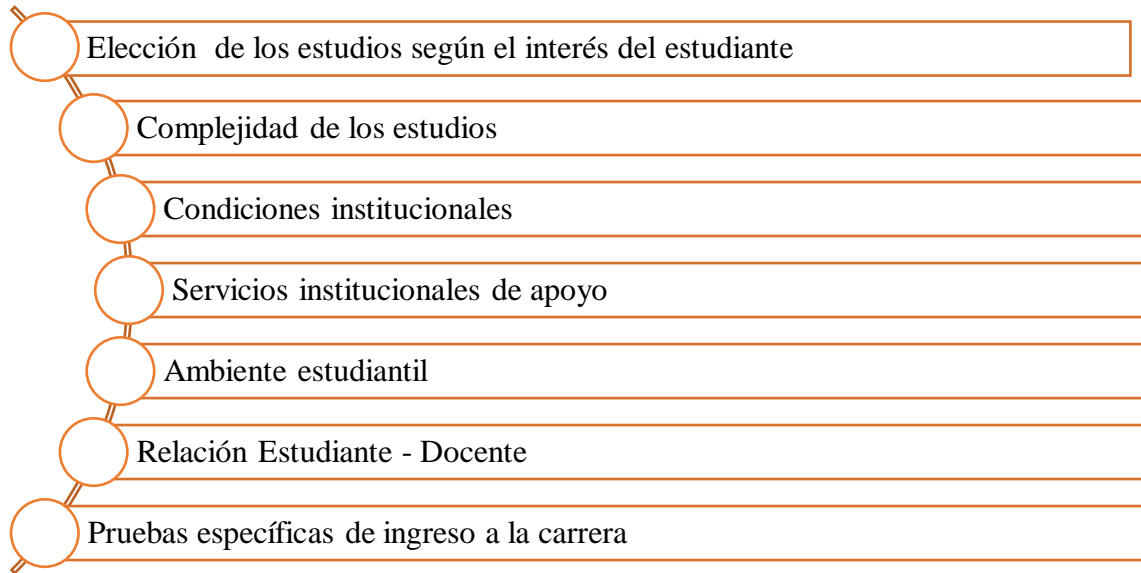 Elección de los estudios según el interés del estudiante
Complejidad de los estudios
Condiciones institucionales
Servicios institucionales de apoyo
Ambiente estudiantil
Relación Estudiante - Docente
Pruebas específicas de ingreso a la carrera